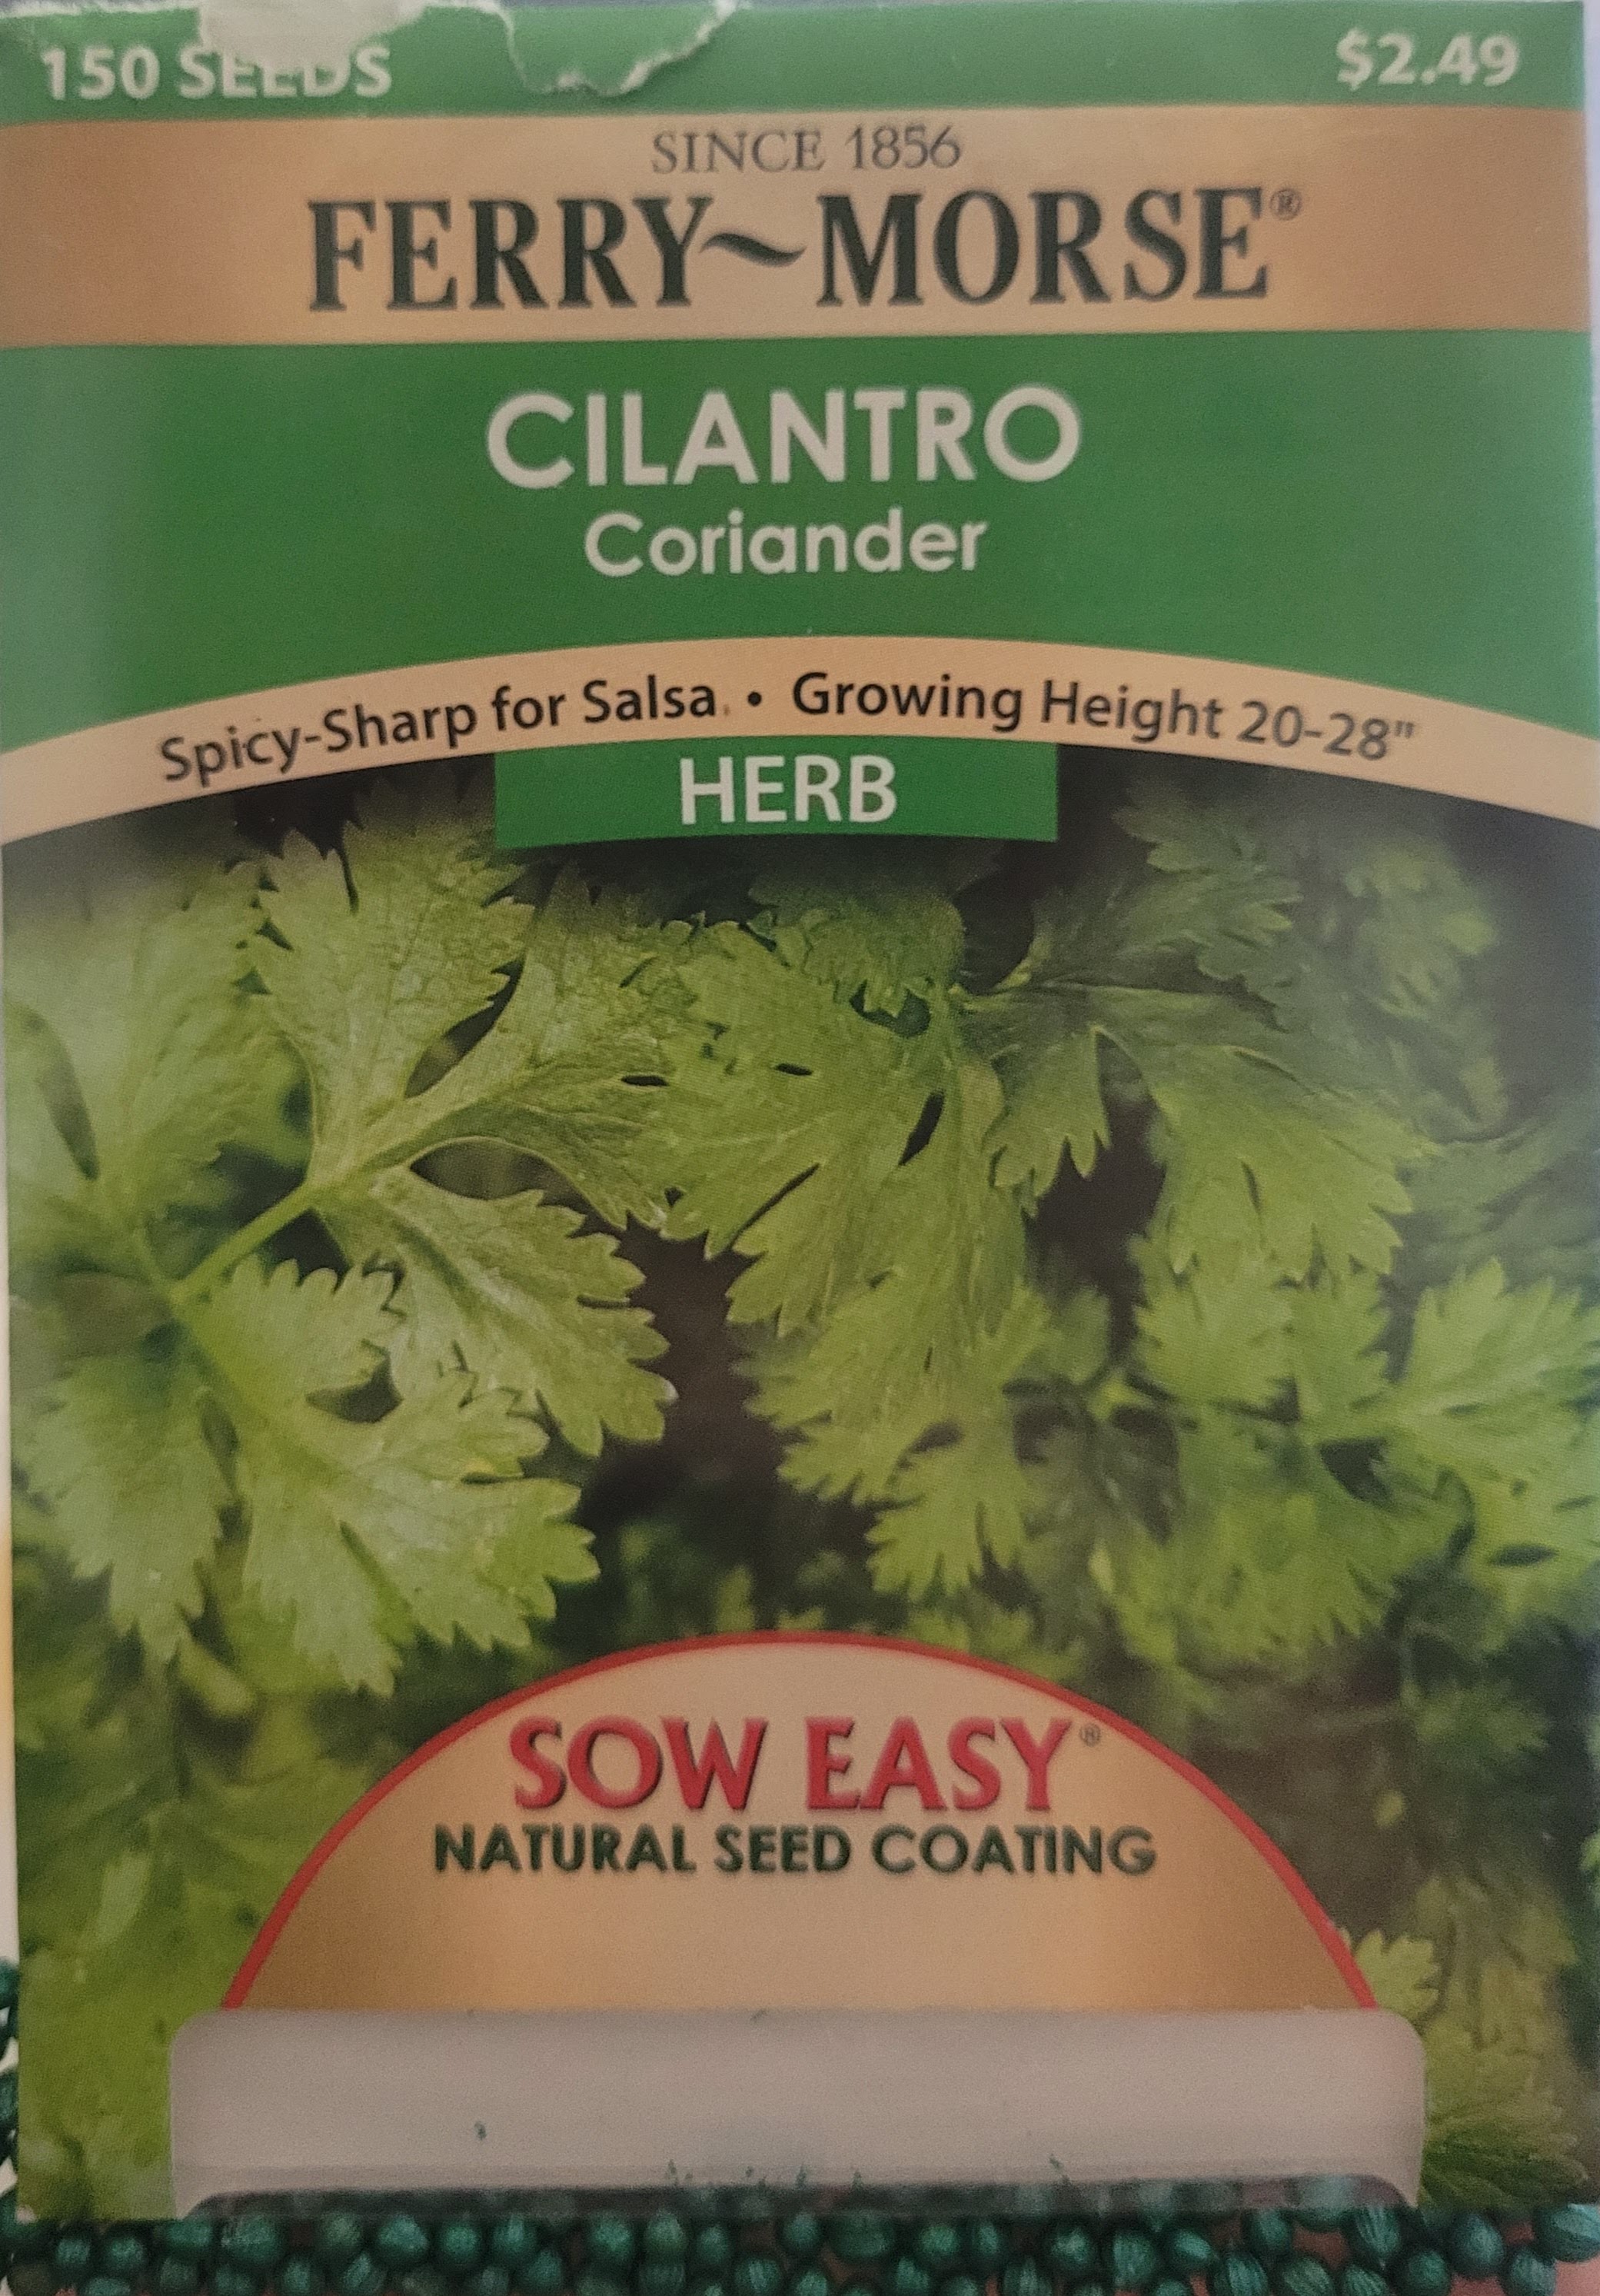 150 SEEDS
$2.49
SINCE 1856
FERRY~MORSE®
CILANTRO
Coriander
Spicy-Sharp for Salsa • Growing Height 20-28"
HERB
SOW EASY®
NATURAL SEED COATING